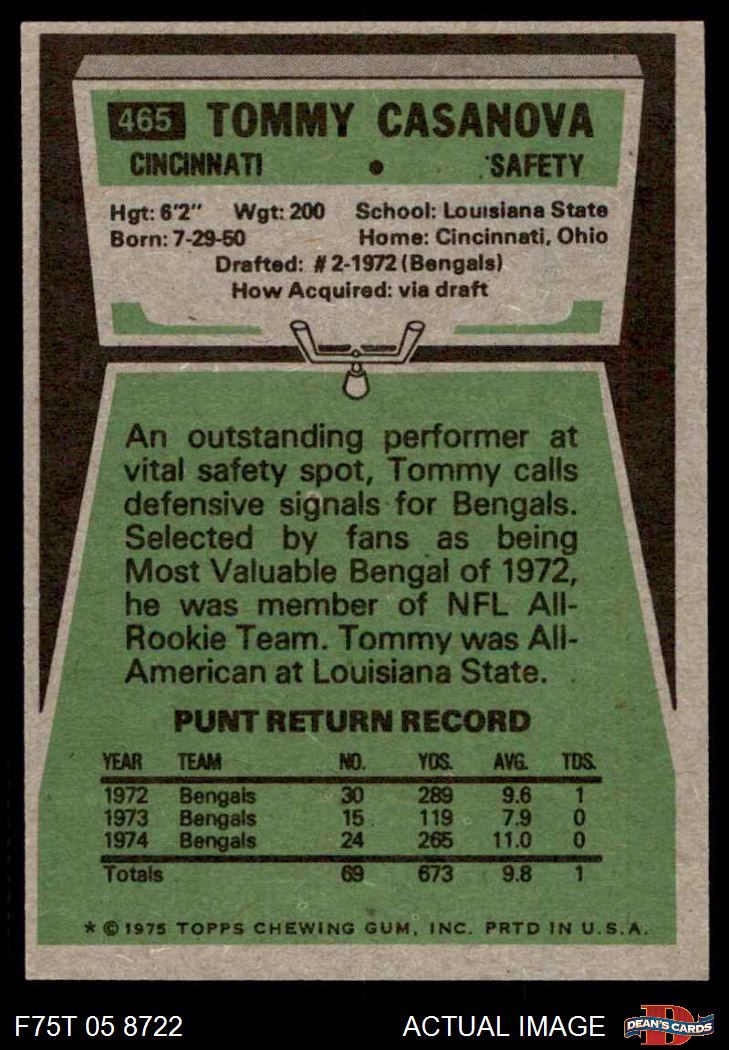 465 TOMMY CASANOVA
CINCINNATI • SAFETY
Hgt: 6'2" Wgt: 200 School: Louisiana State
Born: 7-29-50 Home: Cincinnati, Ohio
Drafted: #2-1972 (Bengals)
How Acquired: via draft
An outstanding performer at
vital safety spot, Tommy calls
defensive signals for Bengals.
Selected by fans as being
Most Valuable Bengal of 1972,
he was member of NFL All-
Rookie Team. Tommy was All-
American at Louisiana State.
PUNT RETURN RECORD
YEAR TEAM NO. YDS. AVG. TDS.
1972 Bengals 30 289 9.6 1
1973 Bengals 15 119 7.9 0
1974 Bengals 24 265 11.0 0
Totals 69 673 9.8 1
* © 1975 TOPPS CHEWING GUM, INC. PRTD IN U.S.A.
F75T 05 8722 ACTUAL IMAGE D DEAN'S CARDS